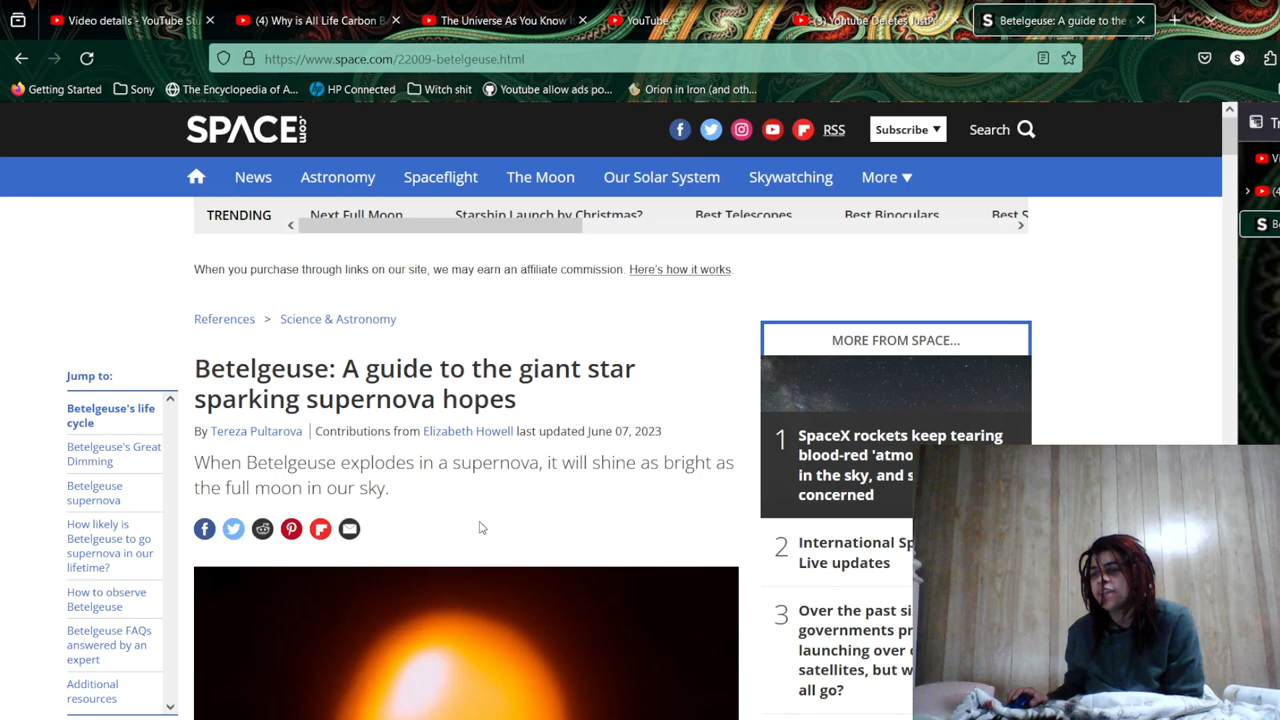 Video details - YouTube St
(4) Why is All Life Carbon B
The Universe As You Know I
YouTube
(3) Youtube Deletes JustPe
Betelgeuse: A guide to the
https://www.space.com/22009-betelgeuse.html
Getting Started
Sony
The Encyclopedia of A...
HP Connected
Witch shit
Youtube allow ads po...
Orion in Iron (and oth...
SPACE.com
RSS
Subscribe
Search
News
Astronomy
Spaceflight
The Moon
Our Solar System
Skywatching
More
TRENDING
Next Full Moon
Starship Launch by Christmas?
Best Telescopes
Best Binoculars
Best S
When you purchase through links on our site, we may earn an affiliate commission. Here's how it works.
References > Science & Astronomy
Jump to:
Betelgeuse's life
cycle
Betelgeuse's Great
Dimming
Betelgeuse
supernova
How likely is
Betelgeuse to go
supernova in our
lifetime?
How to observe
Betelgeuse
Betelgeuse FAQs
answered by an
expert
Additional
resources
Betelgeuse: A guide to the giant star
sparking supernova hopes
By Tereza Pultarova | Contributions from Elizabeth Howell last updated June 07, 2023
When Betelgeuse explodes in a supernova, it will shine as bright as
the full moon in our sky.
MORE FROM SPACE...
1 SpaceX rockets keep tearing
blood-red 'atmo
in the sky, and s
concerned
2 International Sp
Live updates
3 Over the past si
governments pr
launching over
satellites, but w
all go?